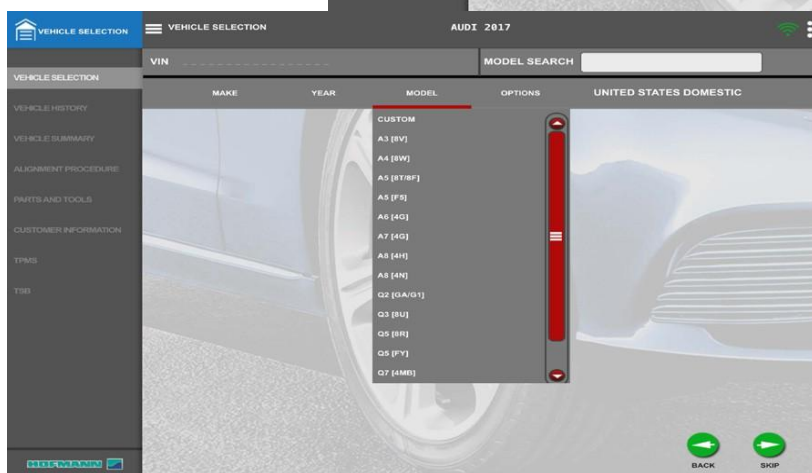 VEHICLE SELECTION
VEHICLE SELECTION
AUDI 2017
VIN
MODEL SEARCH
VEHICLE SELECTION
VEHICLE HISTORY
VEHICLE SUMMARY
ALIGNMENT PROCEDURE
PARTS AND TOOLS
CUSTOMER INFORMATION
TPMS
TSB
MAKE YEAR MODEL OPTIONS UNITED STATES DOMESTIC
CUSTOM
A3 [8V]
A4 [8W]
A5 [8T/8F]
A5 [F5]
A6 [4G]
A7 [4G]
A8 [4H]
A8 [4N]
Q2 [GA/G1]
Q3 [8U]
Q5 [8R]
Q5 [FY]
Q7 [4MB]
BACK SKIP
HOFMANN